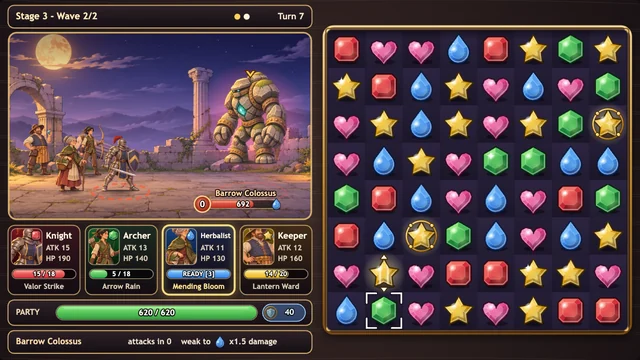 Stage 3 - Wave 2/2
Turn 7
Barrow Colossus
0
692
Knight
ATK 15
HP 190
15 / 18
Valor Strike
Archer
ATK 13
HP 140
5 / 18
Arrow Rain
Herbalist
ATK 11
HP 130
READY [3]
Mending Bloom
Keeper
ATK 12
HP 160
14 / 20
Lantern Ward
PARTY
620 / 620
40
Barrow Colossus attacks in 0 weak to x1.5 damage